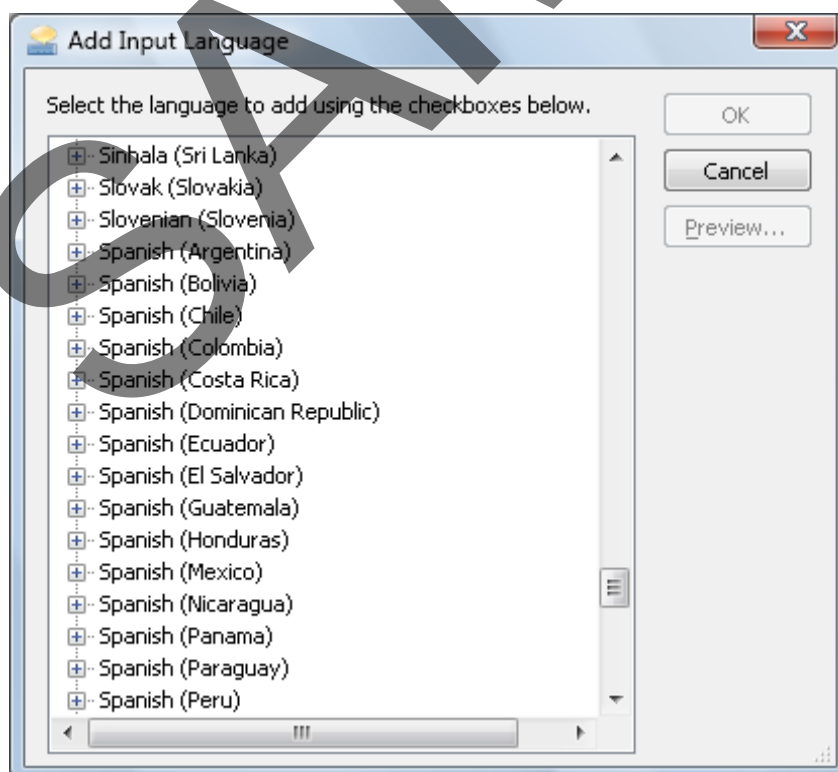 Add Input Language
Select the language to add using the checkboxes below.
OK
Cancel
Preview...
Sinhala (Sri Lanka)
Slovak (Slovakia)
Slovenian (Slovenia)
Spanish (Argentina)
Spanish (Bolivia)
Spanish (Chile)
Spanish (Colombia)
Spanish (Costa Rica)
Spanish (Dominican Republic)
Spanish (Ecuador)
Spanish (El Salvador)
Spanish (Guatemala)
Spanish (Honduras)
Spanish (Mexico)
Spanish (Nicaragua)
Spanish (Panama)
Spanish (Paraguay)
Spanish (Peru)